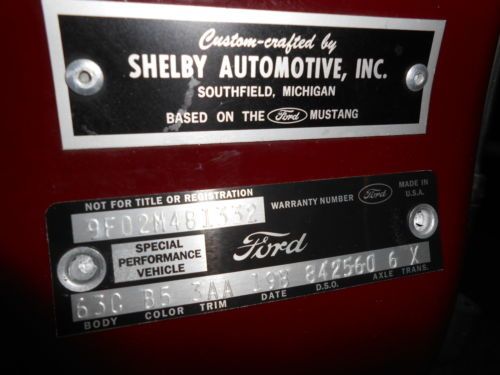 Custom-crafted by
SHELBY AUTOMOTIVE, INC.
SOUTHFIELD, MICHIGAN
BASED ON THE Ford MUSTANG
NOT FOR TITLE OR REGISTRATION WARRANTY NUMBER Ford MADE IN U.S.A.
9F02M481332
SPECIAL PERFORMANCE VEHICLE
Ford
63C B5 3AA 19B 842560 6 X
BODY COLOR TRIM DATE D.S.O. AXLE TRANS.